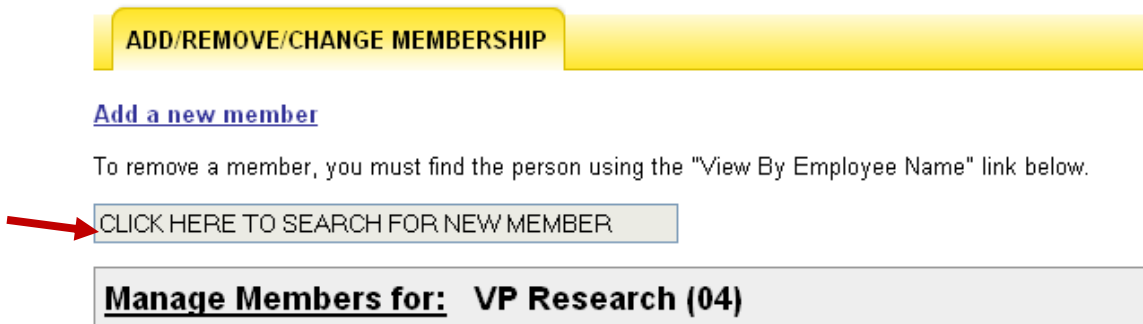 ADD/REMOVE/CHANGE MEMBERSHIP
Add a new member
To remove a member, you must find the person using the "View By Employee Name" link below.
CLICK HERE TO SEARCH FOR NEW MEMBER
Manage Members for: VP Research (04)